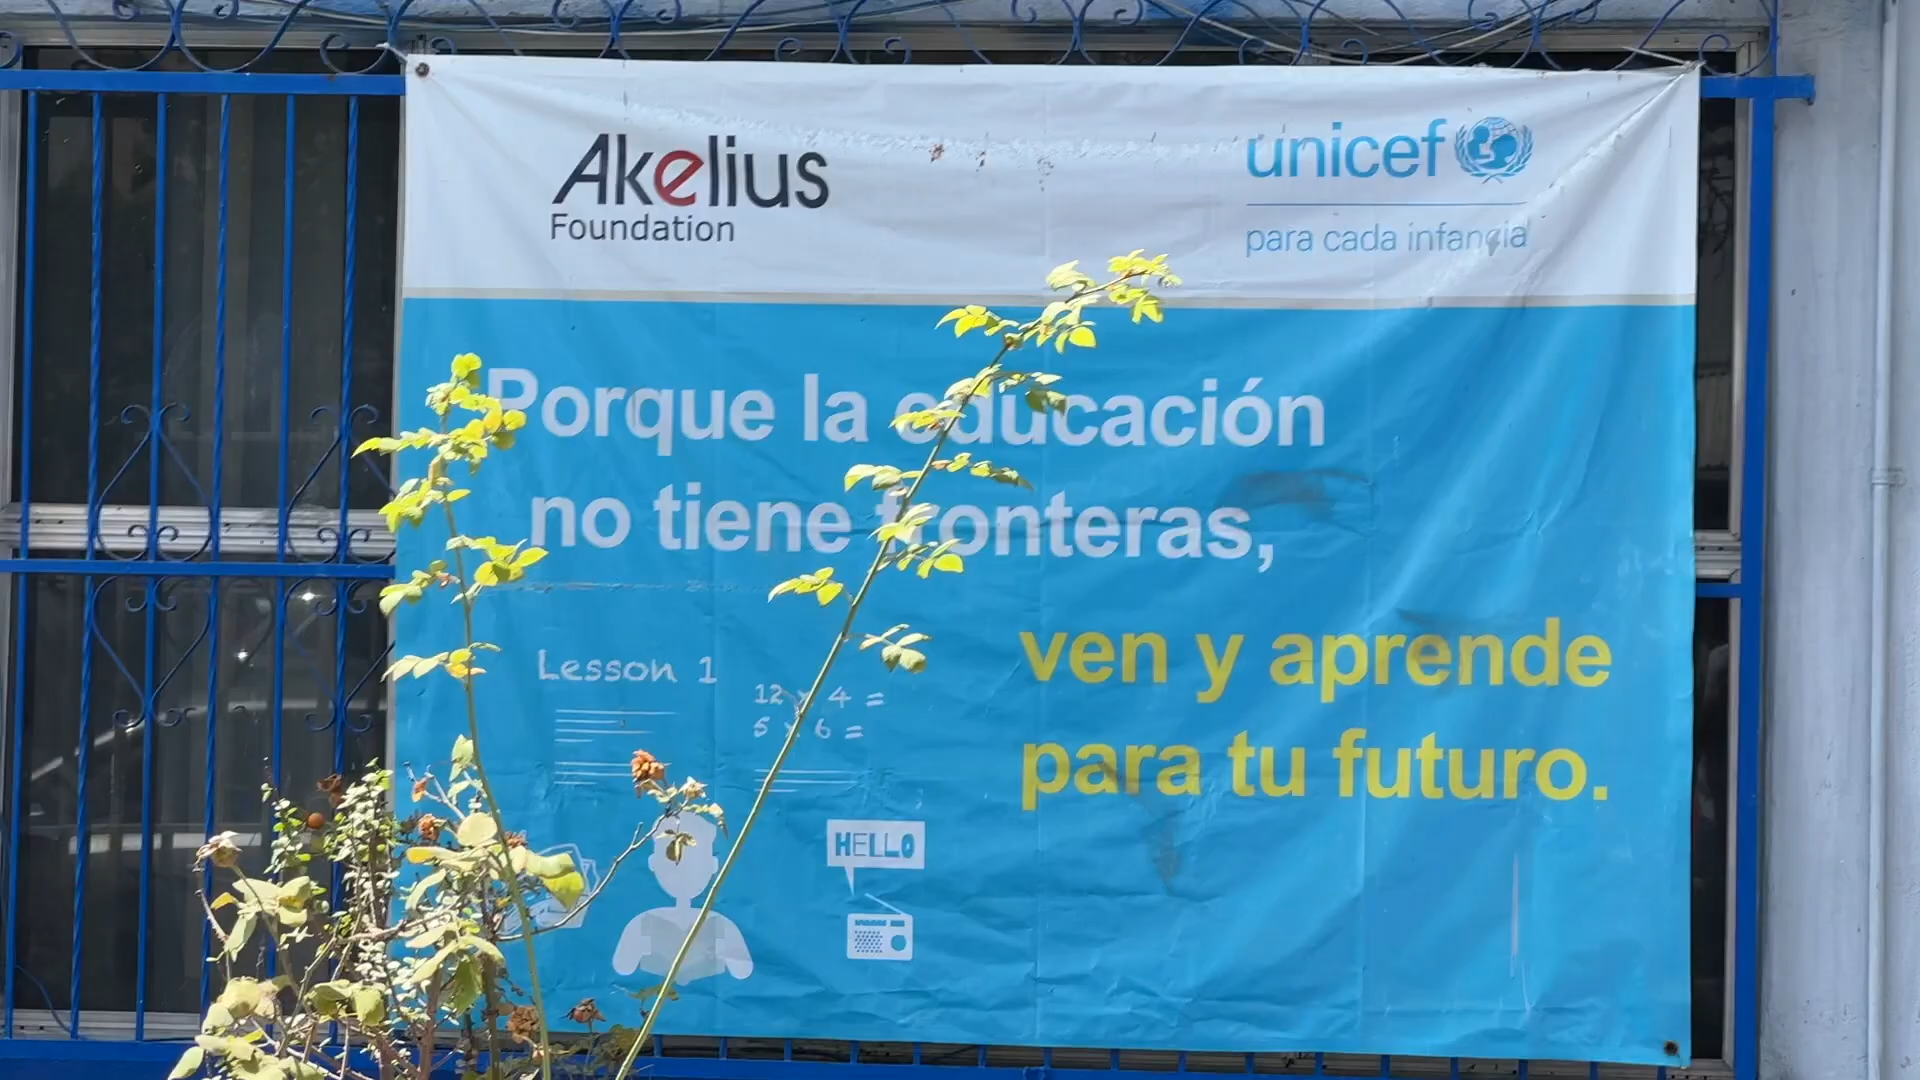 Akelius
Foundation
unicef
para cada infancia
Porque la educación
no tiene fronteras,
ven y aprende
para tu futuro.
Lesson 1
12 x 4 =
5 x 6 =
HELLO